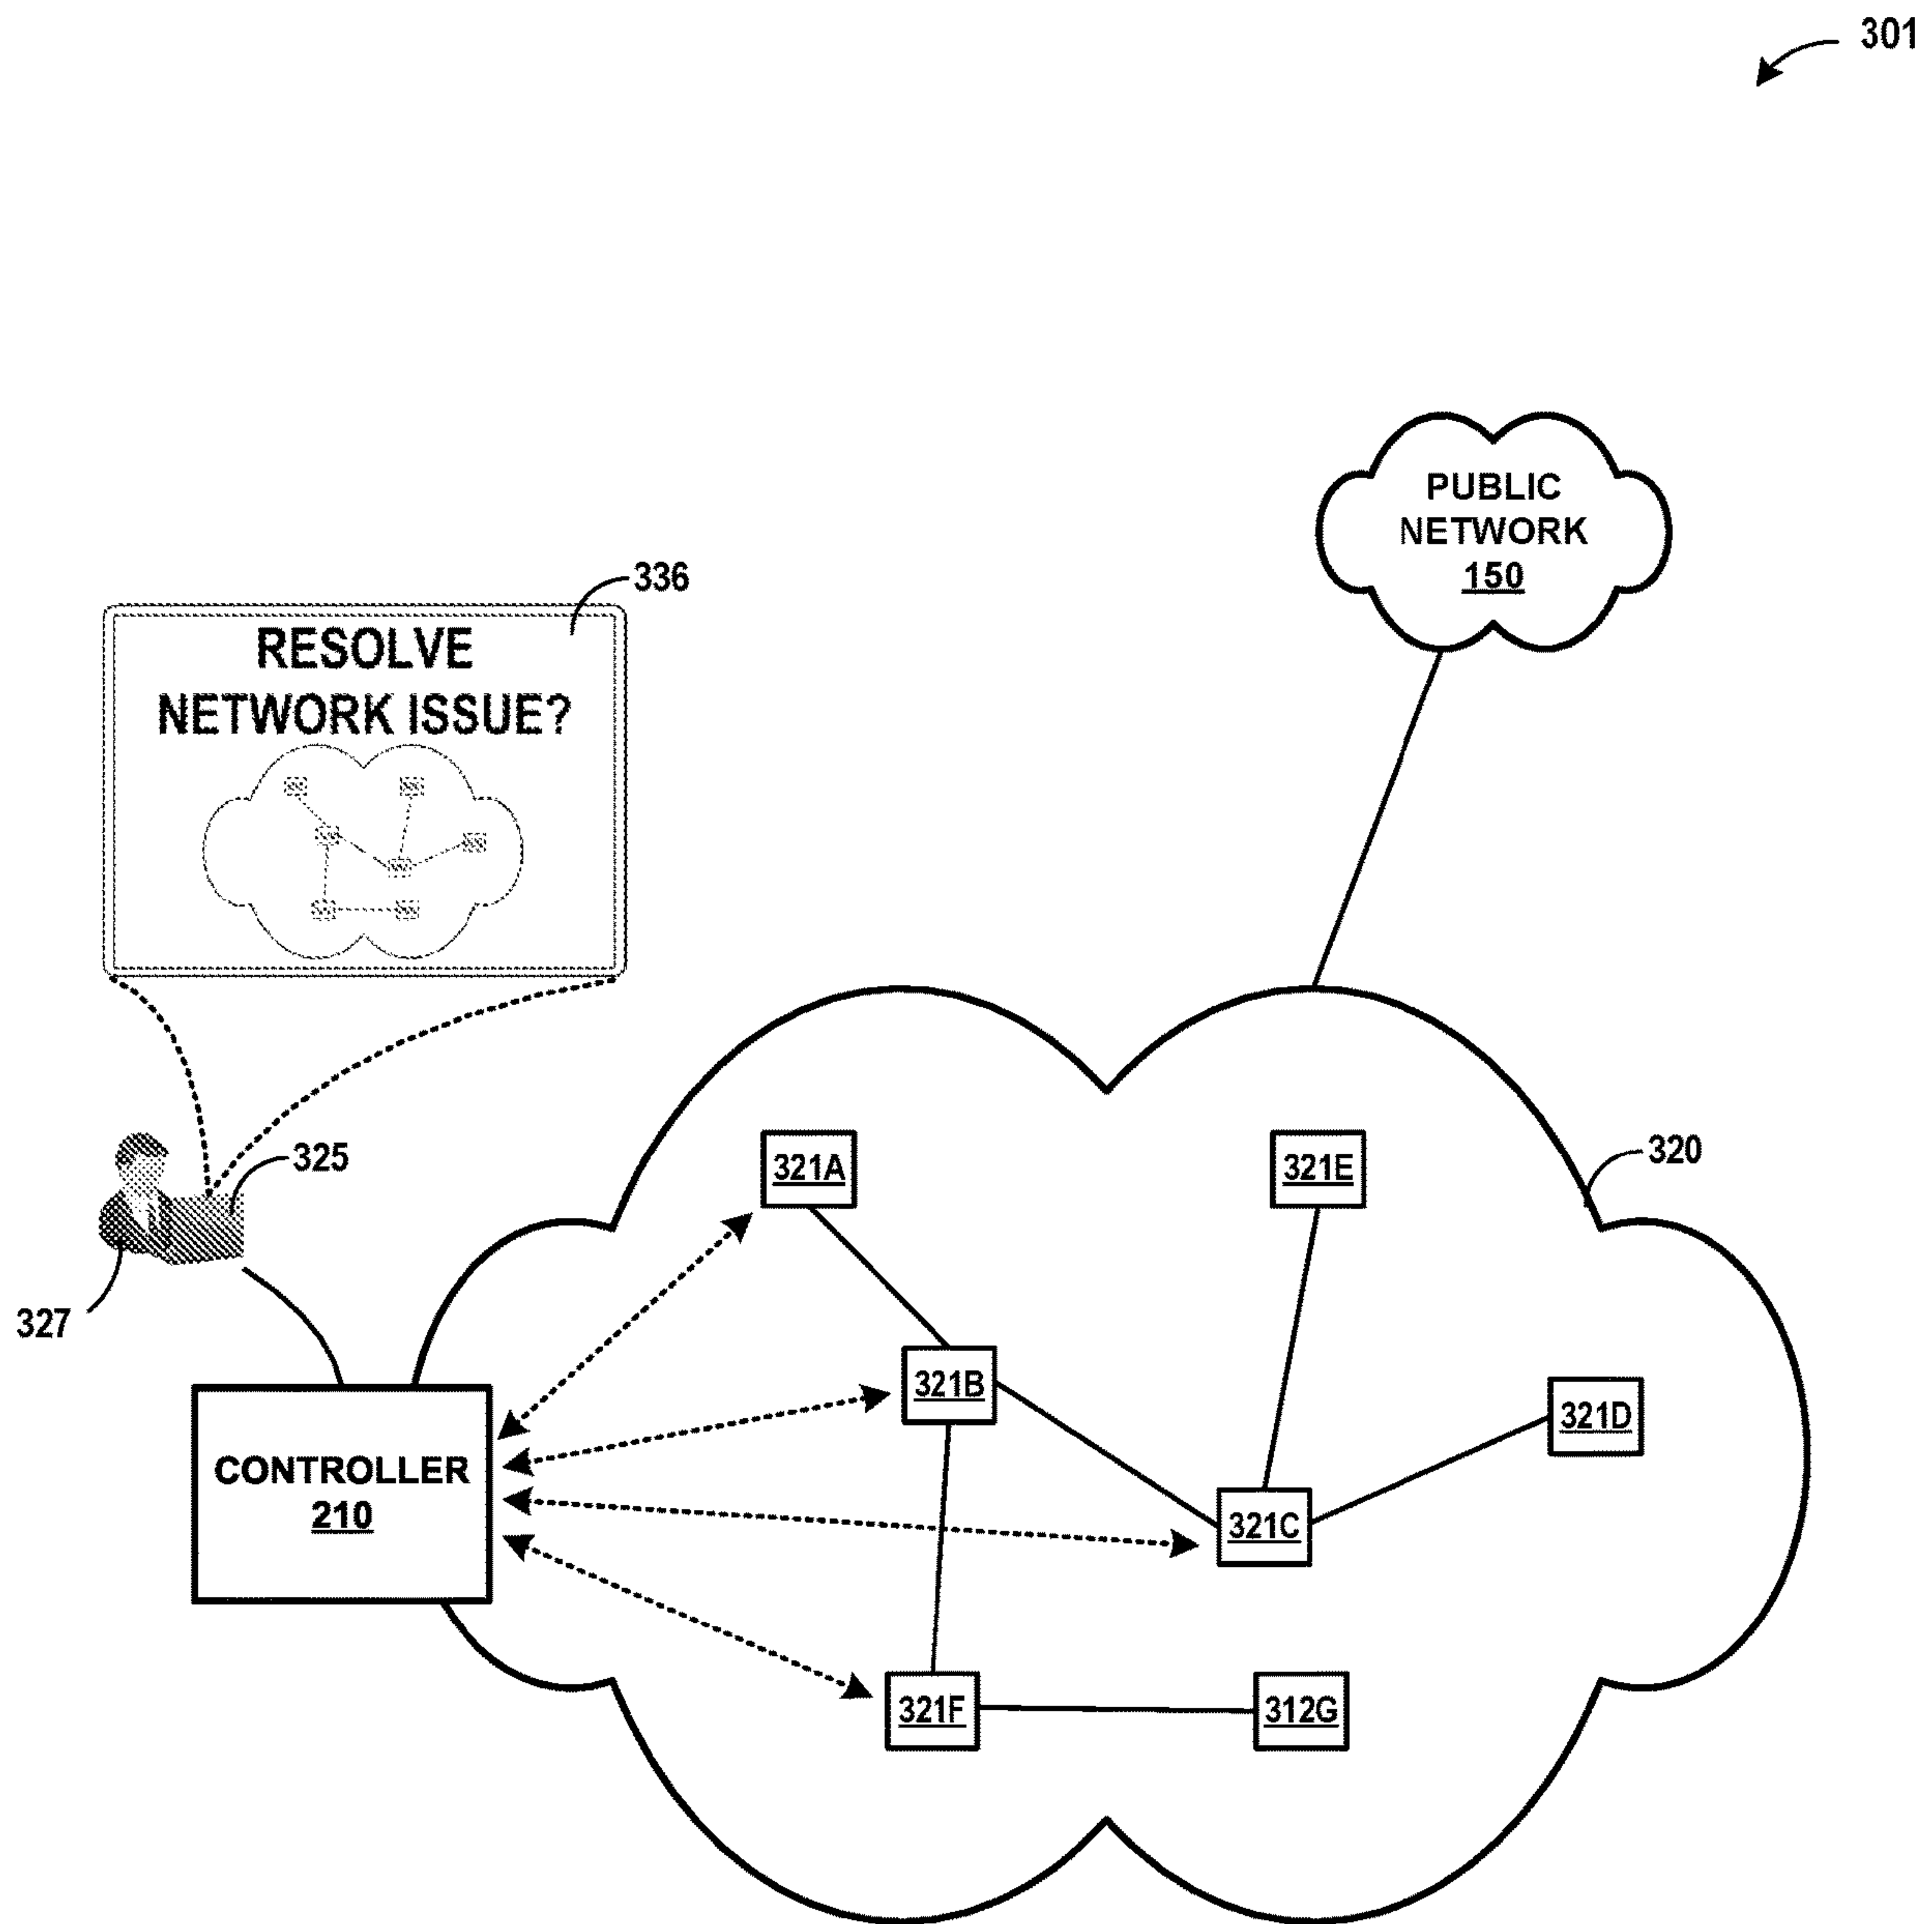 301
PUBLIC
NETWORK
150
336
RESOLVE
NETWORK ISSUE?
325
327
320
321A
321E
321B
321D
CONTROLLER
210
321C
321F
312G